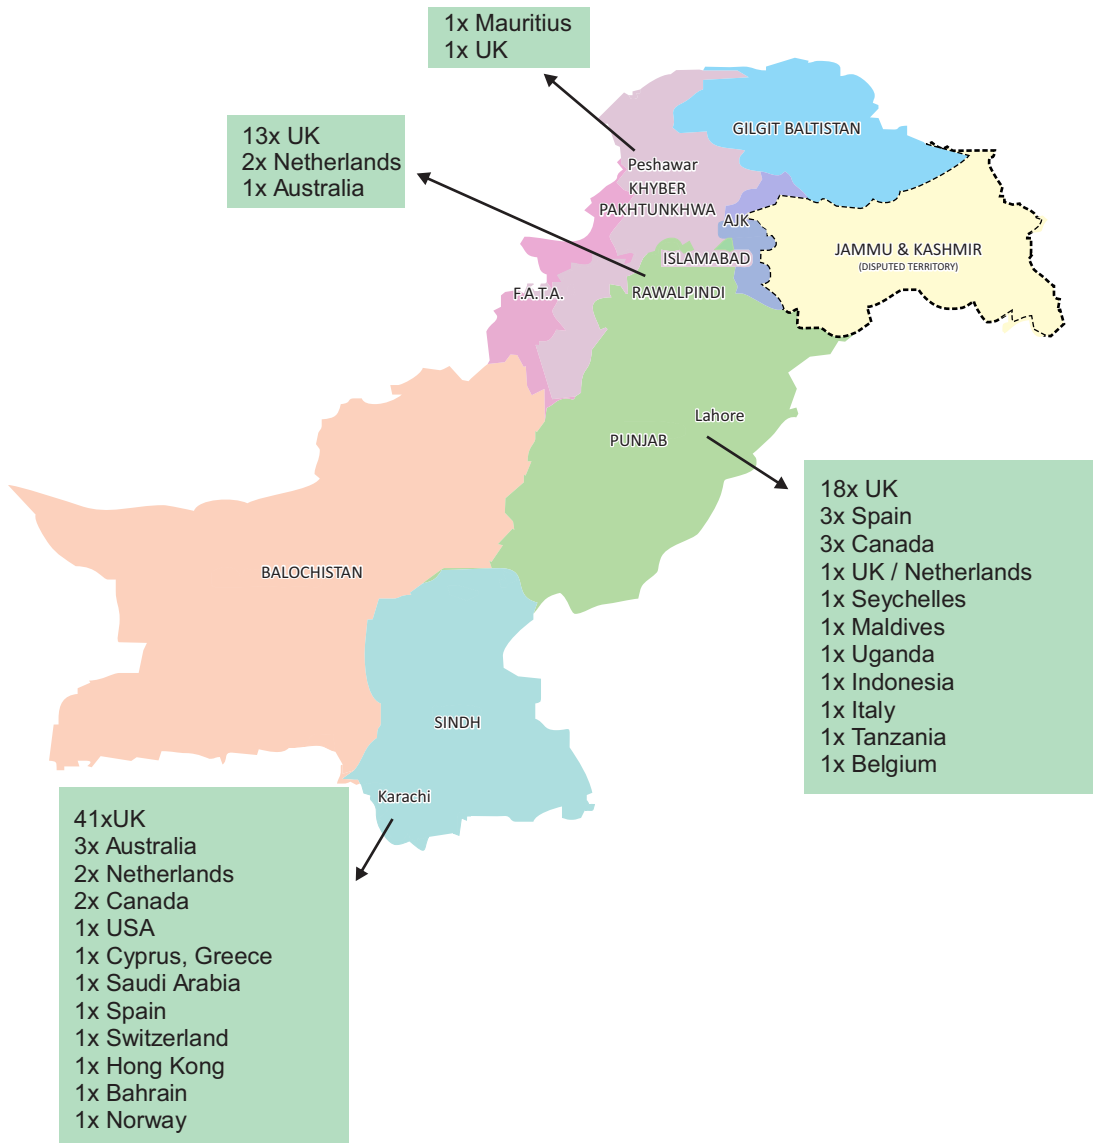 1x Mauritius
1x UK
13x UK
2x Netherlands
1x Australia
GILGIT BALTISTAN
Peshawar
KHYBER
PAKHTUNKHWA
AJK
JAMMU & KASHMIR
(DISPUTED TERRITORY)
ISLAMABAD
RAWALPINDI
F.A.T.A.
Lahore
PUNJAB
18x UK
3x Spain
3x Canada
1x UK / Netherlands
1x Seychelles
1x Maldives
1x Uganda
1x Indonesia
1x Italy
1x Tanzania
1x Belgium
BALOCHISTAN
SINDH
Karachi
41xUK
3x Australia
2x Netherlands
2x Canada
1x USA
1x Cyprus, Greece
1x Saudi Arabia
1x Spain
1x Switzerland
1x Hong Kong
1x Bahrain
1x Norway